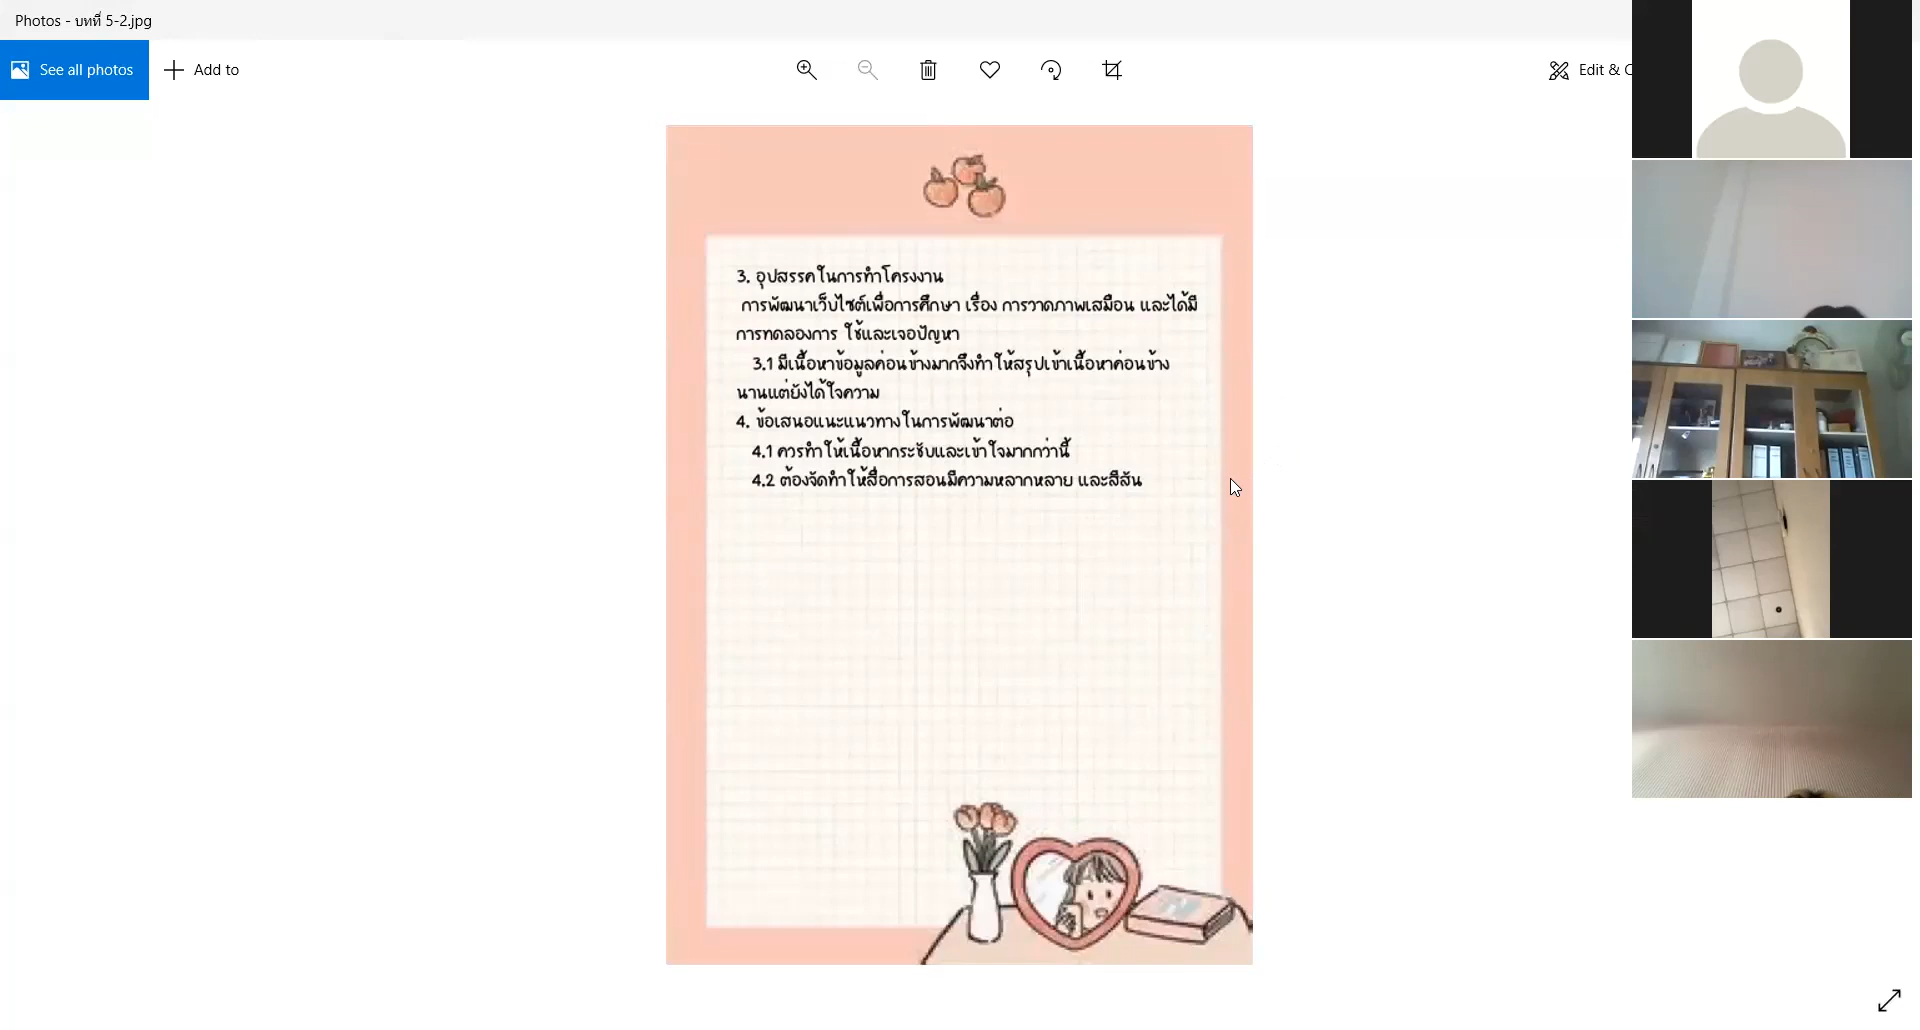 Photos - บทที่ 5-2.jpg
See all photos
Add to
Edit & C
3. อุปสรรคในการทำโครงงาน
การพัฒนาเว็บไซต์เพื่อการศึกษา เรื่อง การวาดภาพเสมือน และได้มี
การทดลองการ ใช้และเจอปัญหา
3.1 มีเนื้อหาข้อมูลค่อนข้างมากจึงทำให้สรุปเข้าเนื้อหาค่อนข้าง
นานแต่ยังได้ใจความ
4. ข้อเสนอแนะแนวทางในการพัฒนาต่อ
4.1 ควรทำให้เนื้อหากระชับและเข้าใจมากกว่านี้
4.2 ต้องจัดทำให้สื่อการสอนมีความหลากหลาย และสีสัน